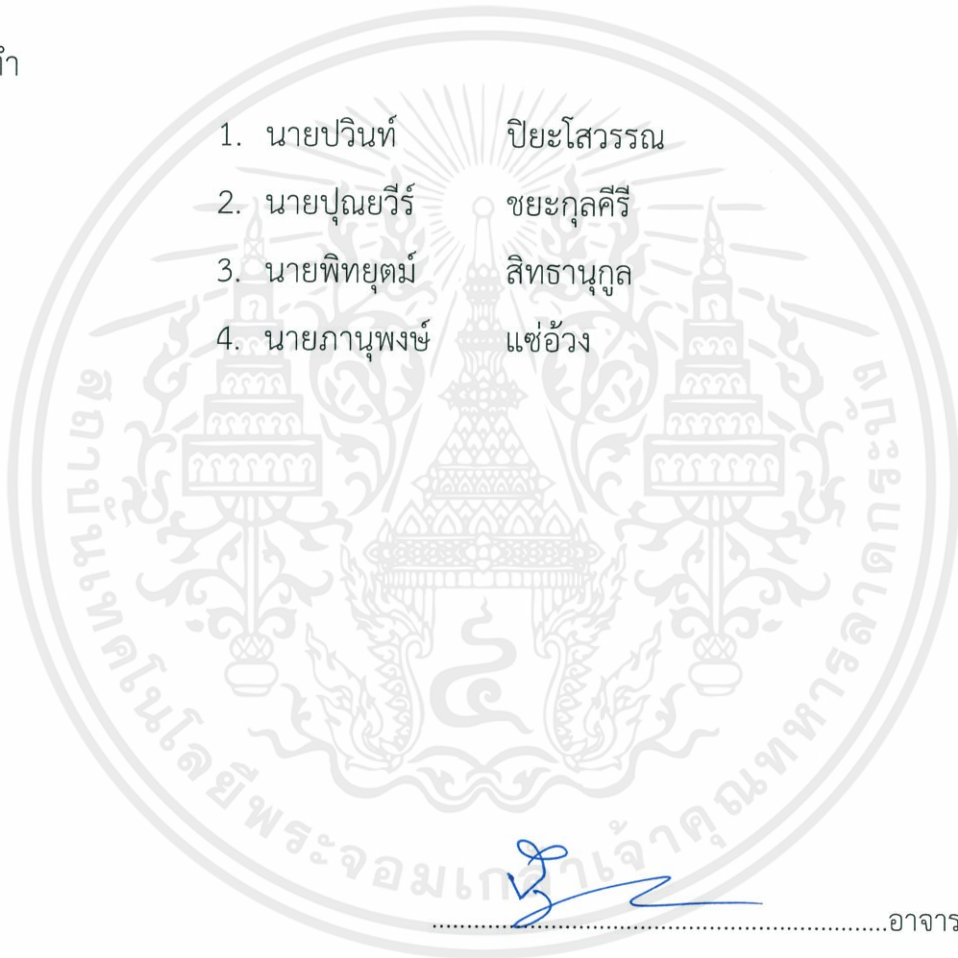 ทำ
1. นายปวินท์ ปิยะโสวรรณ
2. นายปุณยวีร์ ชยะกุลคีรี
3. นายพิทยุตม์ สิทธานุกูล
4. นายภานุพงษ์ แซ่อ้วง
สถาบันเทคโนโลยีพระจอมเกล้าเจ้าคุณทหารลาดกระบัง
๔
อาจาร